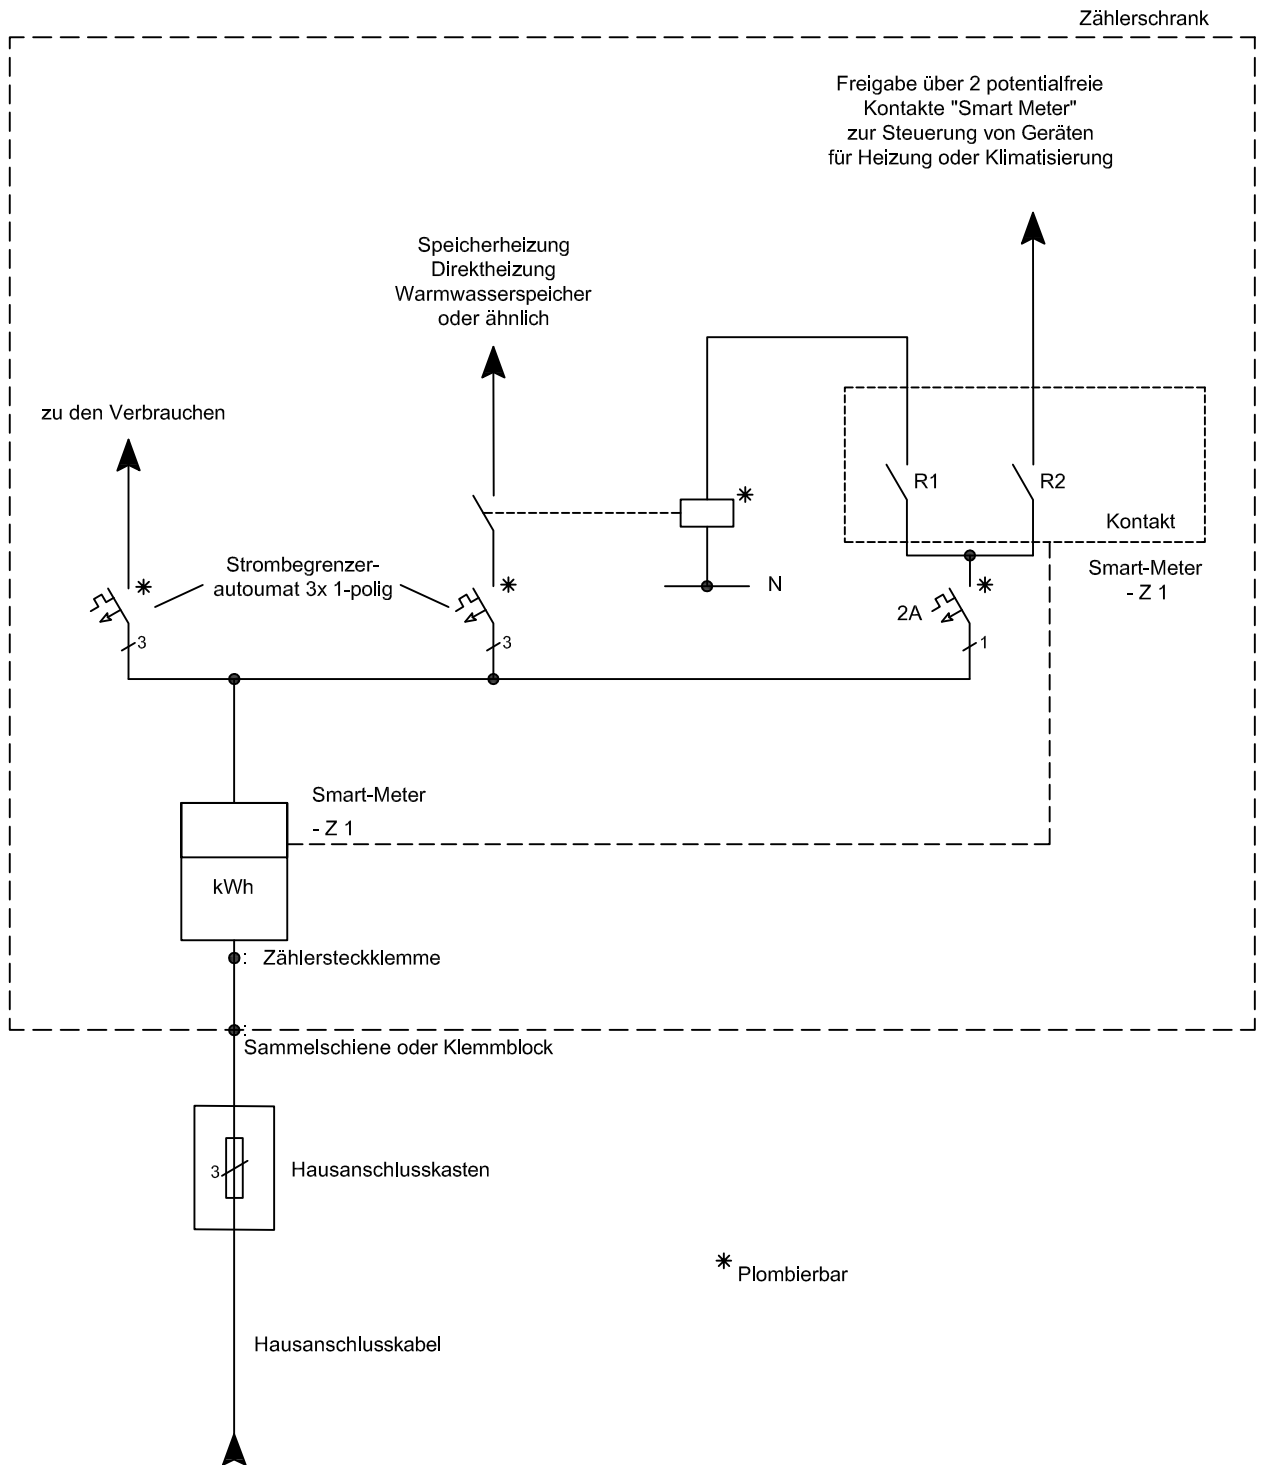 Zählerschrank
Freigabe über 2 potentialfreie
Kontakte "Smart Meter"
zur Steuerung von Geräten
für Heizung oder Klimatisierung
Speicherheizung
Direktheizung
Warmwasserspeicher
oder ähnlich
zu den Verbrauchen
R1
R2
Kontakt
Smart-Meter
- Z 1
Strombegrenzer-
autoumat 3x 1-polig
N
2A
3
3
1
Smart-Meter
- Z 1
kWh
: Zählersteckklemme
:
Sammelschiene oder Klemmblock
3
Hausanschlusskasten
* Plombierbar
Hausanschlusskabel